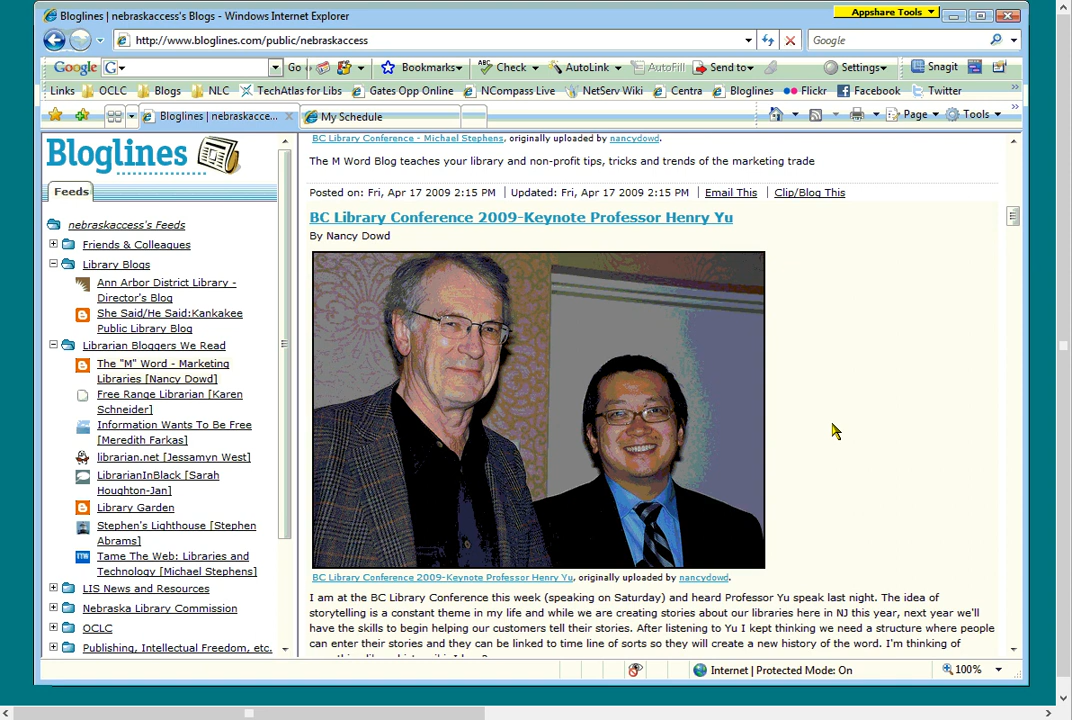 Bloglines | nebraskaccess's Blogs - Windows Internet Explorer
Appshare Tools
http://www.bloglines.com/public/nebraskaccess
Google
Google
G
Go
Bookmarks
ABC Check
AutoLink
AutoFill
Send to
Settings
Snagit
Links
OCLC
Blogs
NLC
TechAtlas for Libs
Gates Opp Online
NCompass Live
NetServ Wiki
Centra
Bloglines
Flickr
Facebook
Twitter
Bloglines | nebraskacce...
My Schedule
Page
Tools
Bloglines
Feeds
nebraskaccess's Feeds
Friends & Colleagues
Library Blogs
Ann Arbor District Library -
Director's Blog
She Said/He Said:Kankakee
Public Library Blog
Librarian Bloggers We Read
The "M" Word - Marketing
Libraries [Nancy Dowd]
Free Range Librarian [Karen
Schneider]
Information Wants To Be Free
[Meredith Farkas]
librarian.net [Jessamyn West]
LibrarianInBlack [Sarah
Houghton-Jan]
Library Garden
Stephen's Lighthouse [Stephen
Abrams]
TTW
Tame The Web: Libraries and
Technology [Michael Stephens]
LIS News and Resources
Nebraska Library Commission
OCLC
Publishing, Intellectual Freedom, etc.
BC Library Conference - Michael Stephens, originally uploaded by nancydowd.
The M Word Blog teaches your library and non-profit tips, tricks and trends of the marketing trade
Posted on: Fri, Apr 17 2009 2:15 PM | Updated: Fri, Apr 17 2009 2:15 PM | Email This | Clip/Blog This
BC Library Conference 2009-Keynote Professor Henry Yu
By Nancy Dowd
BC Library Conference 2009-Keynote Professor Henry Yu, originally uploaded by nancydowd.
I am at the BC Library Conference this week (speaking on Saturday) and heard Professor Yu speak last night. The idea of
storytelling is a constant theme in my life and while we are creating stories about our libraries here in NJ this year, next year we'll
have the skills to begin helping our customers tell their stories. After listening to Yu I kept thinking we need a structure where people
can enter their stories and they can be linked to time line of sorts so they will create a new history of the word. I'm thinking of
Internet | Protected Mode: On
100%